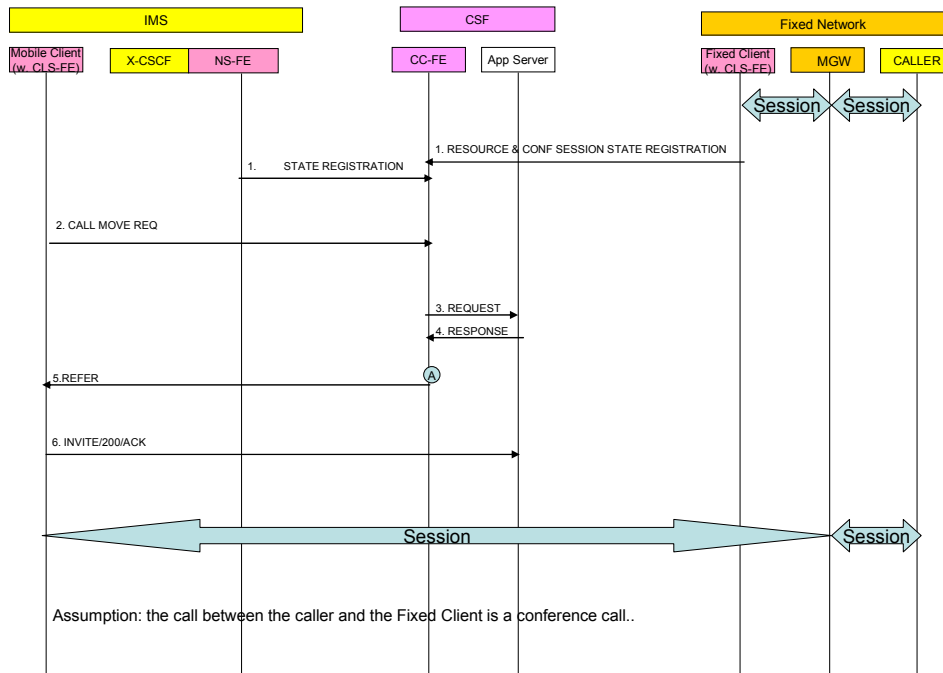 IMS
CSF
Fixed Network
Mobile Client
(w. CLS-FE)
X-CSCF
NS-FE
CC-FE
App Server
Fixed Client
(w. CLS-FE)
MGW
CALLER
Session
Session
1. RESOURCE & CONF SESSION STATE REGISTRATION
1. STATE REGISTRATION
2. CALL MOVE REQ
3. REQUEST
4. RESPONSE
A
5.REFER
6. INVITE/200/ACK
Session
Session
Assumption: the call between the caller and the Fixed Client is a conference call..